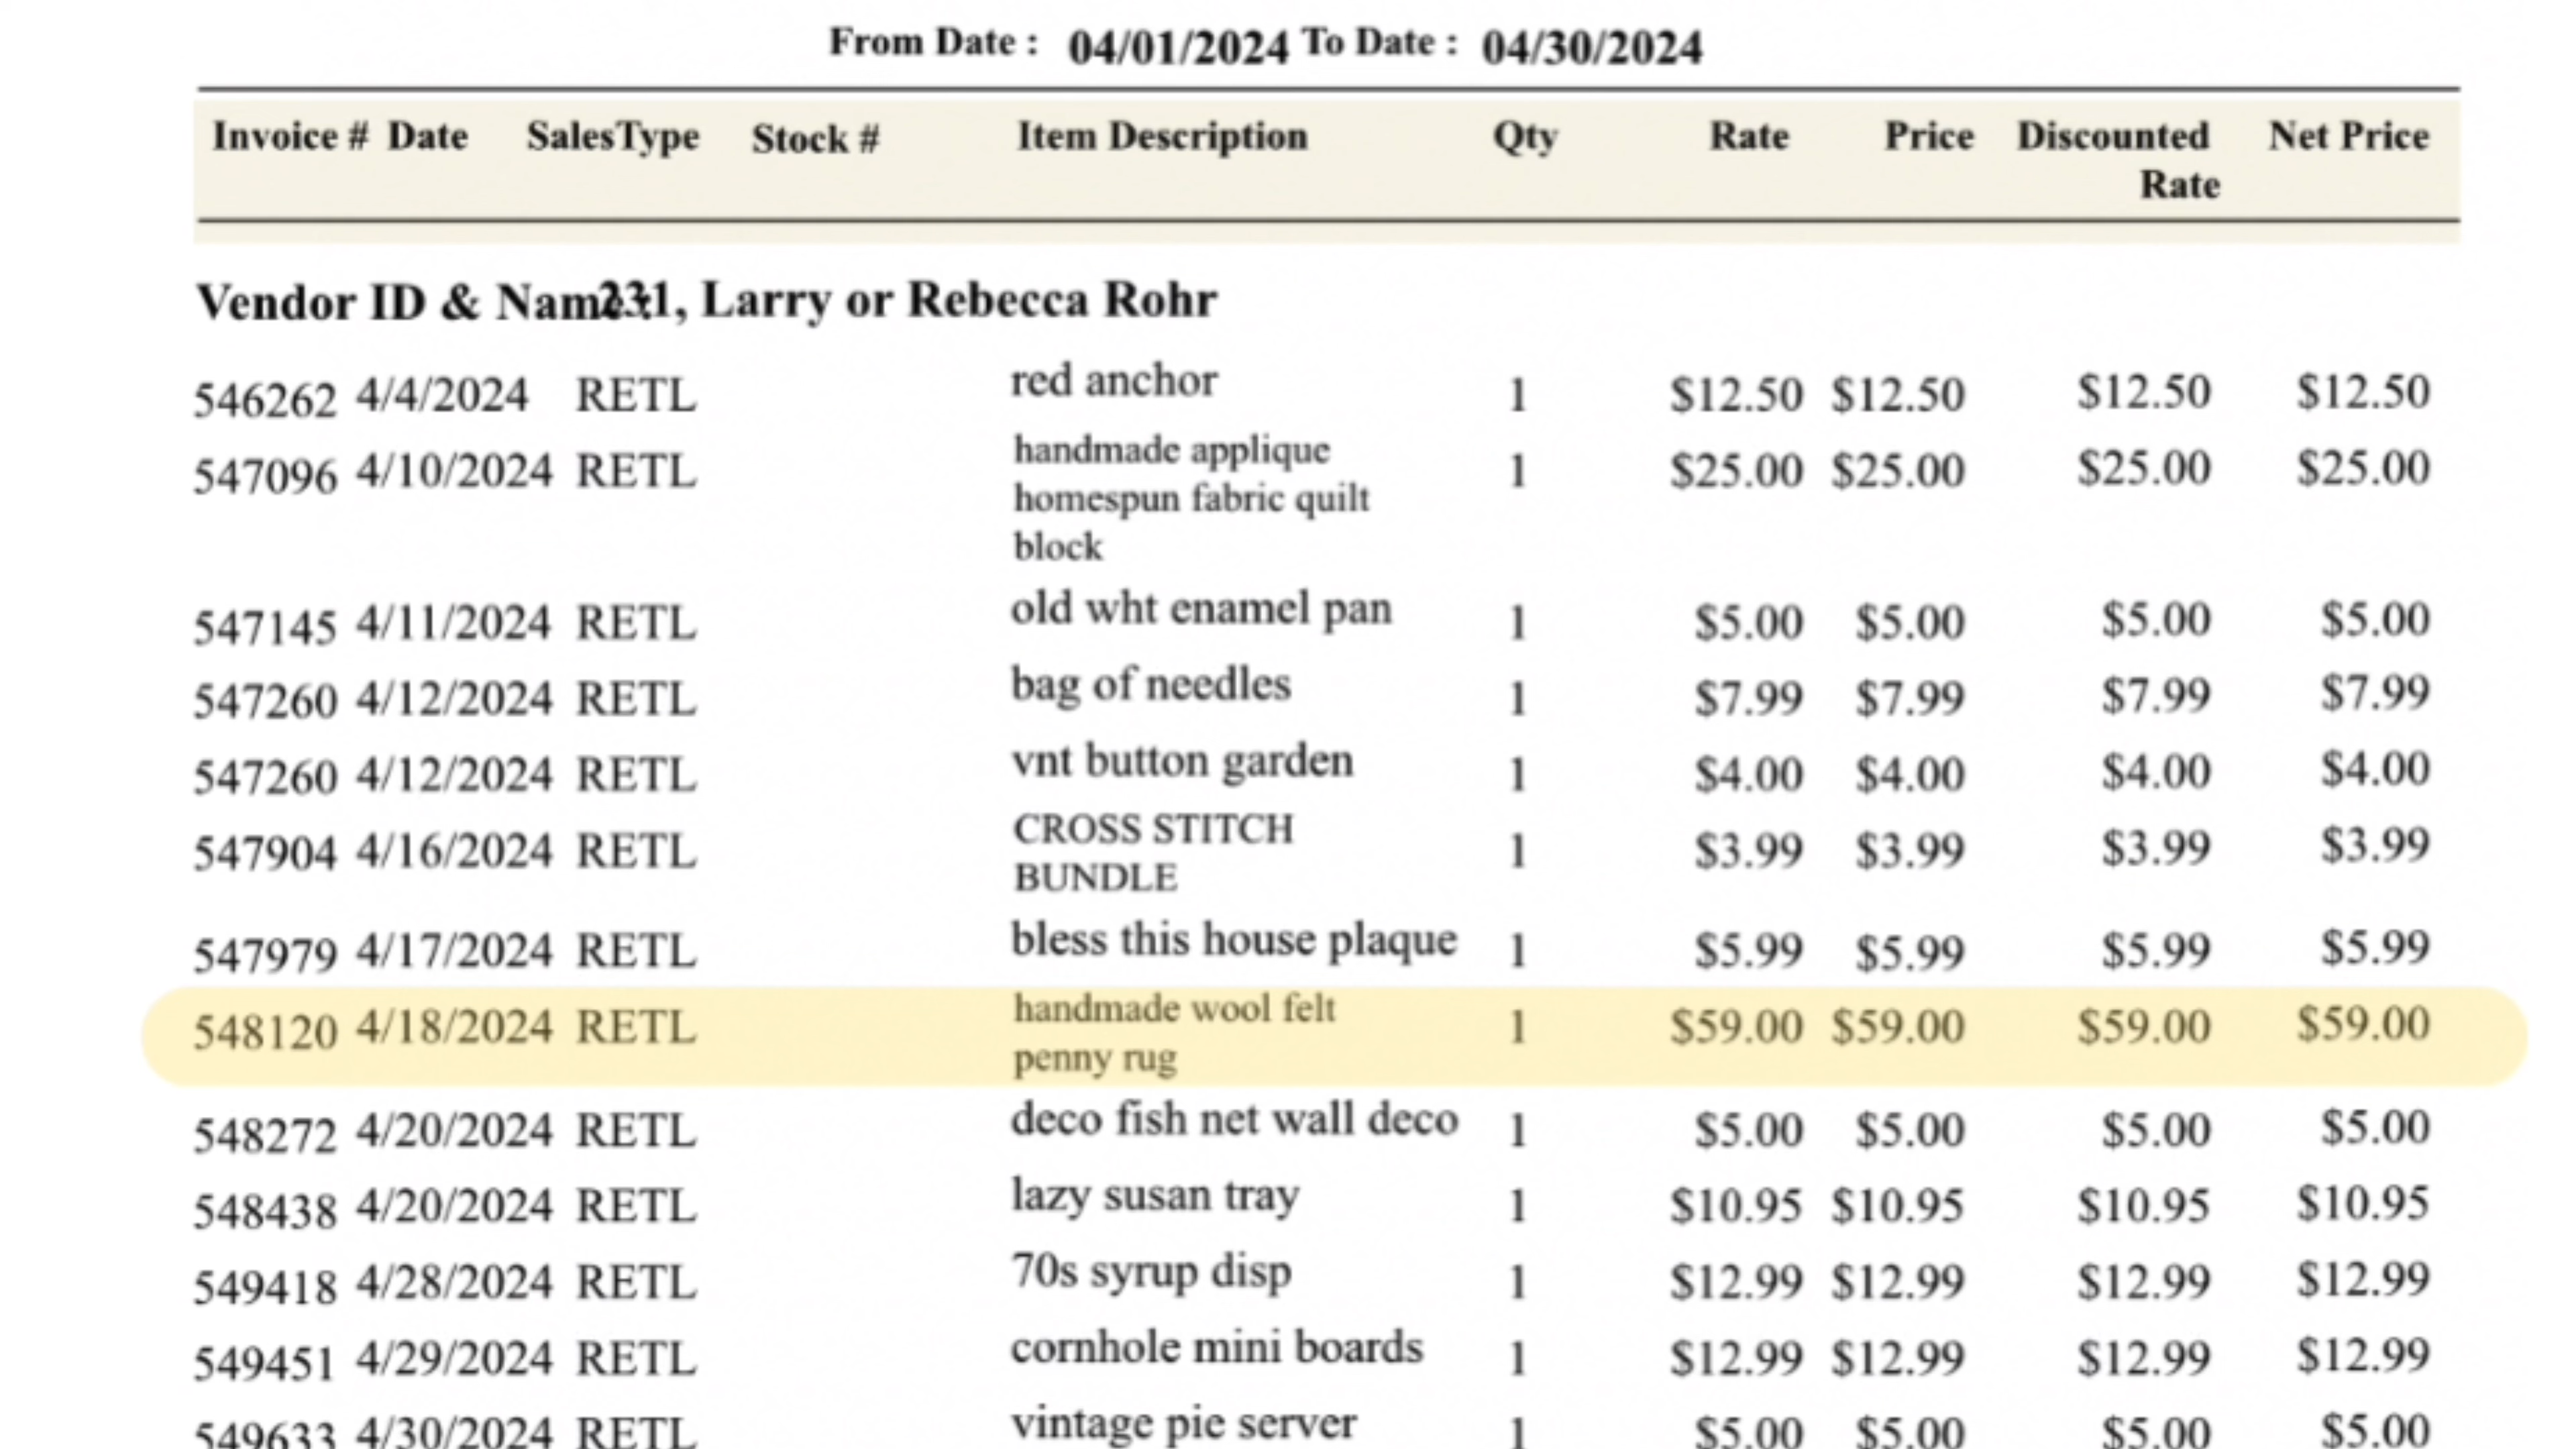 From Date : 04/01/2024 To Date : 04/30/2024
Invoice # Date SalesType Stock # Item Description Qty Rate Price Discounted Net Price
Rate
Vendor ID & Name: 231, Larry or Rebecca Rohr
546262 4/4/2024 RETL red anchor 1 $12.50 $12.50 $12.50 $12.50
547096 4/10/2024 RETL handmade applique 1 $25.00 $25.00 $25.00 $25.00
homespun fabric quilt
block
547145 4/11/2024 RETL old wht enamel pan 1 $5.00 $5.00 $5.00 $5.00
547260 4/12/2024 RETL bag of needles 1 $7.99 $7.99 $7.99 $7.99
547260 4/12/2024 RETL vnt button garden 1 $4.00 $4.00 $4.00 $4.00
547904 4/16/2024 RETL CROSS STITCH 1 $3.99 $3.99 $3.99 $3.99
BUNDLE
547979 4/17/2024 RETL bless this house plaque 1 $5.99 $5.99 $5.99 $5.99
548120 4/18/2024 RETL handmade wool felt 1 $59.00 $59.00 $59.00 $59.00
penny rug
548272 4/20/2024 RETL deco fish net wall deco 1 $5.00 $5.00 $5.00 $5.00
548438 4/20/2024 RETL lazy susan tray 1 $10.95 $10.95 $10.95 $10.95
549418 4/28/2024 RETL 70s syrup disp 1 $12.99 $12.99 $12.99 $12.99
549451 4/29/2024 RETL cornhole mini boards 1 $12.99 $12.99 $12.99 $12.99
549633 4/30/2024 RETL vintage pie server 1 $5.00 $5.00 $5.00 $5.00